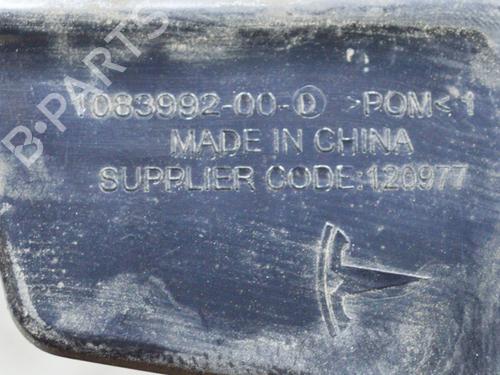 B-PARTS
1083992-00-D >POM< 1
MADE IN CHINA
SUPPLIER CODE:120977